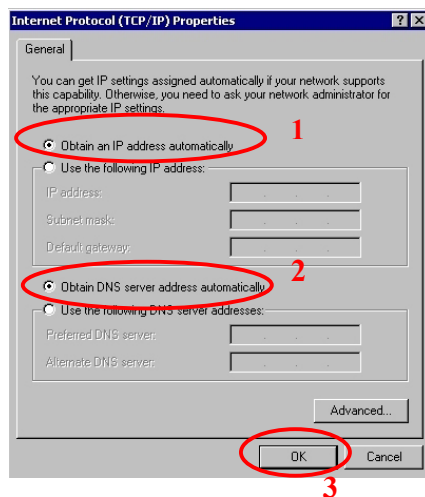 Internet Protocol (TCP/IP) Properties
General
You can get IP settings assigned automatically if your network supports
this capability. Otherwise, you need to ask your network administrator for
the appropriate IP settings.
1
Obtain an IP address automatically
Use the following IP address:
IP address:
Subnet mask:
Default gateway:
2
Obtain DNS server address automatically
Use the following DNS server addresses:
Preferred DNS server:
Alternate DNS server:
Advanced...
OK
Cancel
3